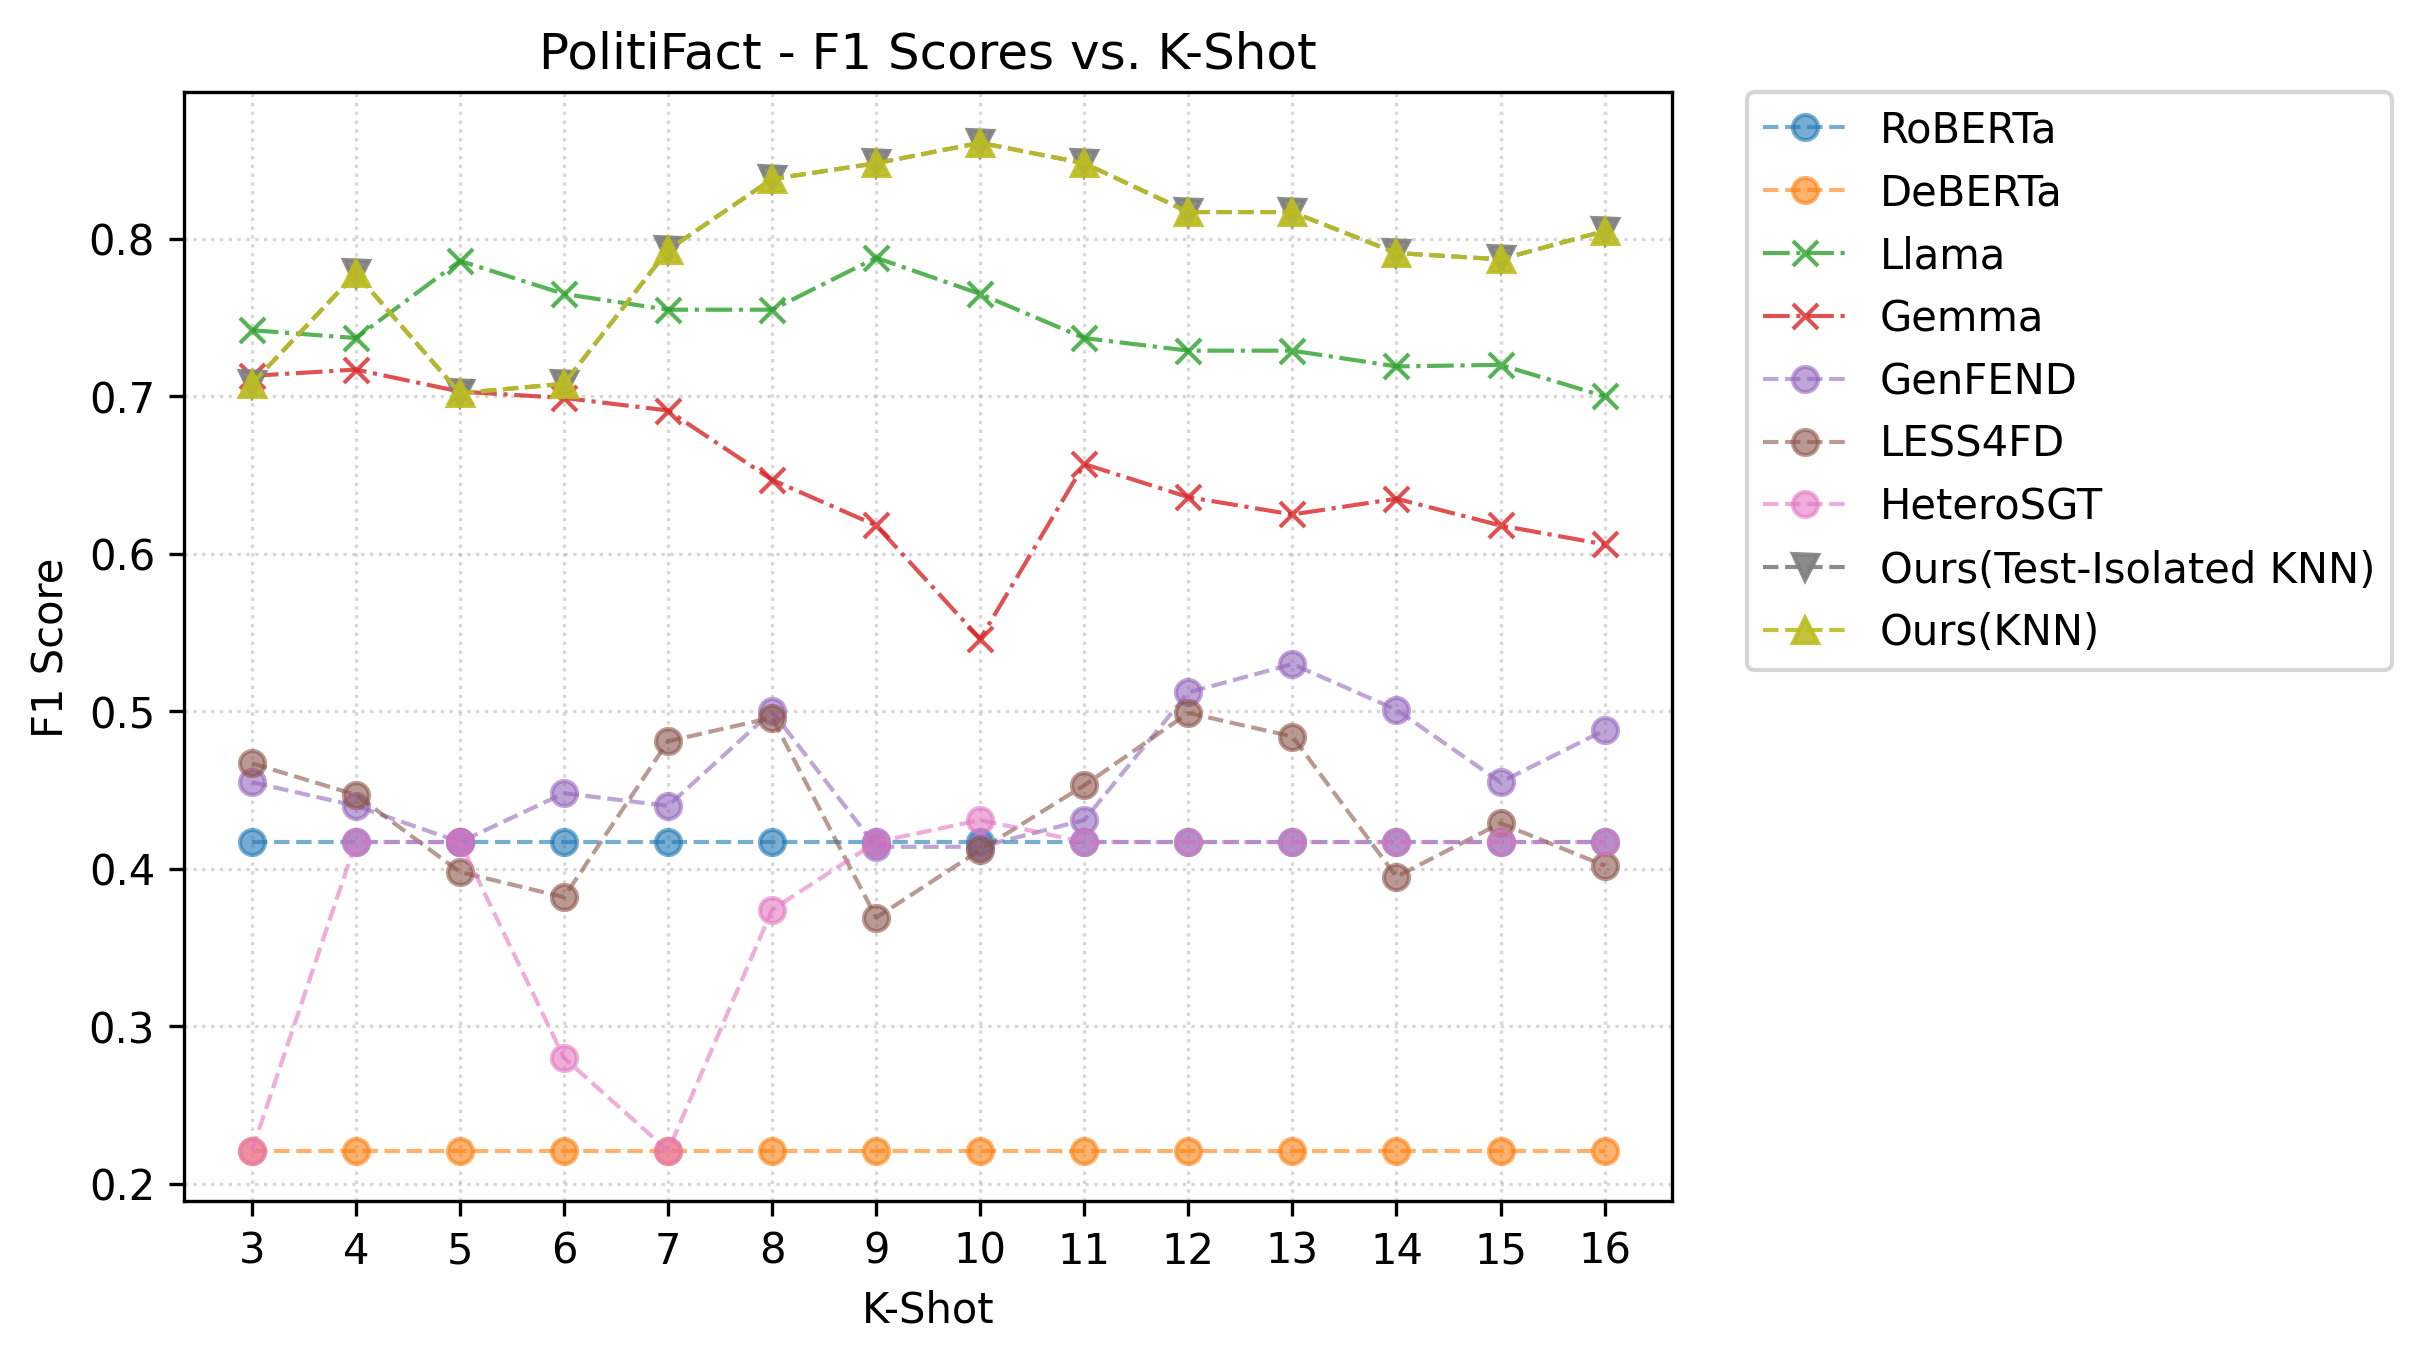 PolitiFact - F1 Scores vs. K-Shot
F1 Score
0.8
0.7
0.6
0.5
0.4
0.3
0.2
3 4 5 6 7 8 9 10 11 12 13 14 15 16
K-Shot
RoBERTa
DeBERTa
Llama
Gemma
GenFEND
LESS4FD
HeteroSGT
Ours(Test-Isolated KNN)
Ours(KNN)